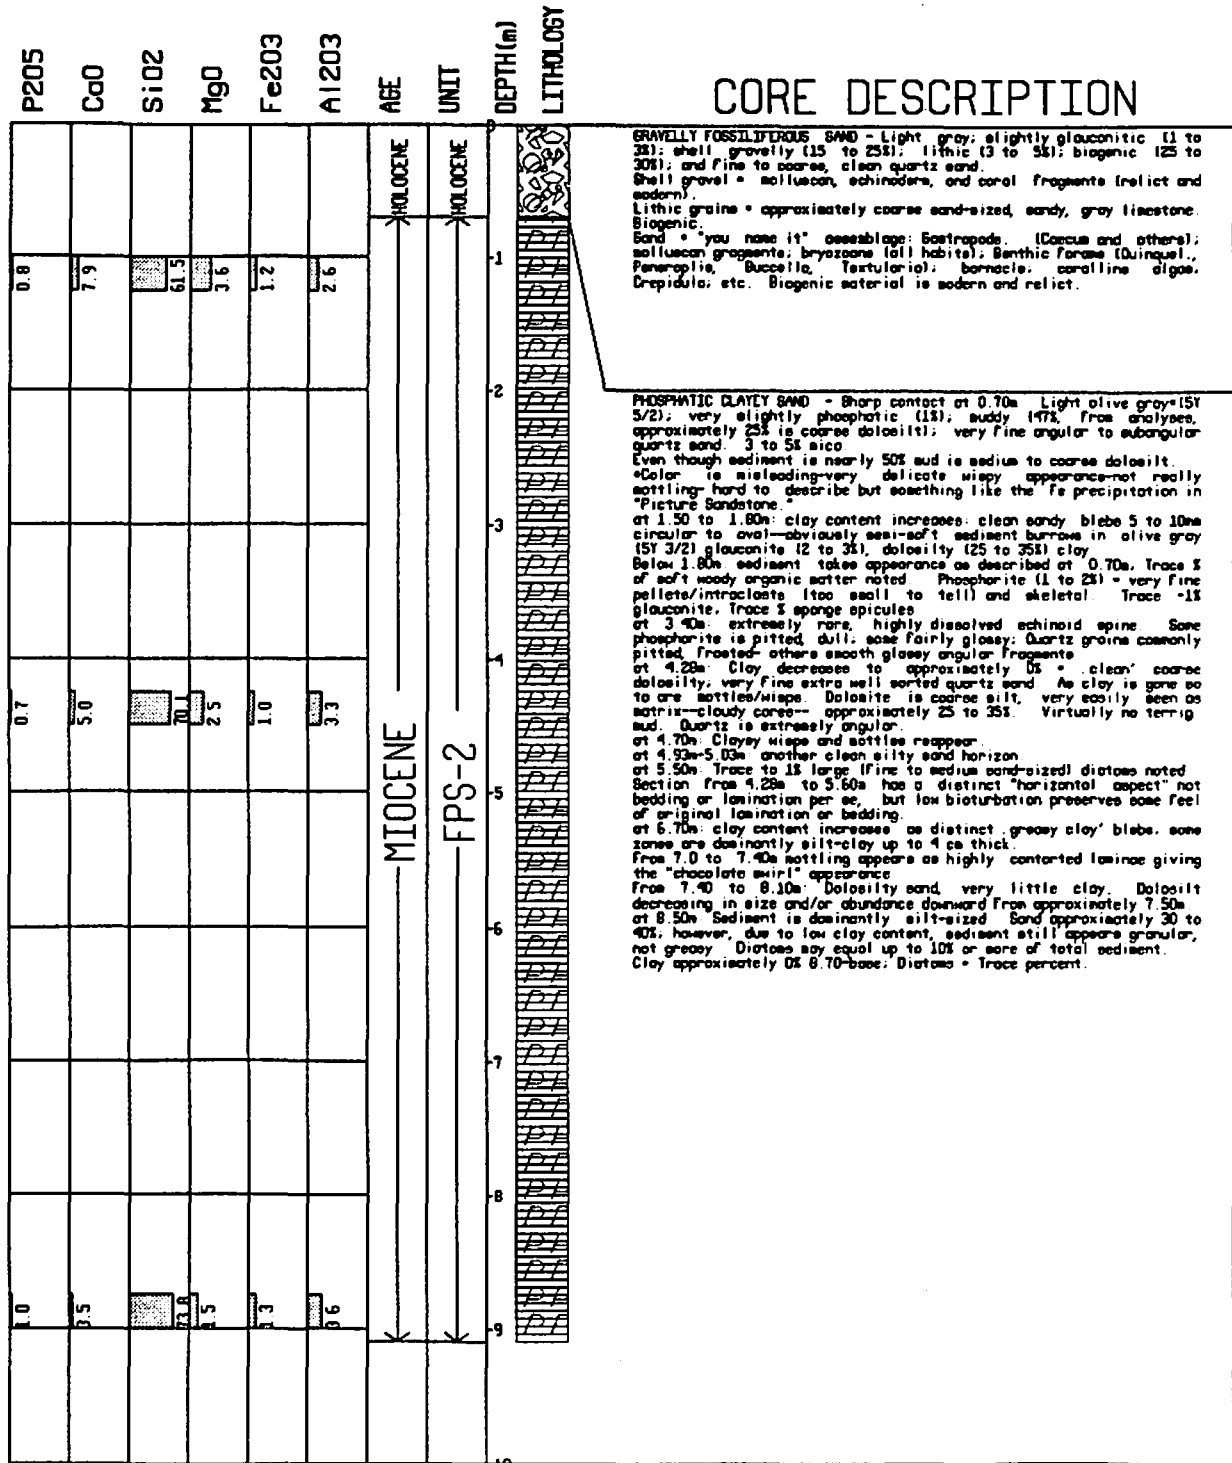 P2O5 CaO SiO2 MgO Fe2O3 Al2O3 AGE UNIT DEPTH(m) LITHOLOGY
CORE DESCRIPTION
0
HOLOCENE HOLOCENE
GRAVELLY FOSSILIFEROUS SAND - Light gray; slightly glauconitic (1 to
3%); shell gravelly (15 to 25%); lithic (3 to 5%); biogenic (25 to
30%); and fine to coarse, clean quartz sand.
Shell gravel = molluscan, echinoderm, and coral fragments (relict and
modern).
Lithic grains = approximately coarse sand-sized, sandy, gray limestone.
Biogenic.
Sand = "you name it" assemblage: Gastropods. (Caecum and others);
molluscan fragments; bryozoans (all habits); Benthic forams (Quinquel.,
Peneroplis, Buccella, Textularia); barnacle; coralline algae,
Crepidula; etc. Biogenic material is modern and relict.
0.8 7.9 61.5 3.6 1.2 2.6
-1
-2
PHOSPHATIC CLAYEY SAND - Sharp contact at 0.70m Light olive gray*(5Y
5/2); very slightly phosphatic (1%); muddy (47%, from analyses,
approximately 25% is coarse dolosilt); very fine angular to subangular
quartz sand. 3 to 5% mica
Even though sediment is nearly 50% mud is medium to coarse dolosilt.
*Color is misleading-very delicate wispy appearance-not really
mottling- hard to describe but something like the Fe precipitation in
"Picture Sandstone."
at 1.50 to 1.80m: clay content increases: clean sandy blebs 5 to 10mm
circular to oval--obviously semi-soft sediment burrows in olive gray
(5Y 3/2) glauconite (2 to 3%), dolosilty (25 to 35%) clay
Below 1.80m sediment takes appearance as described at 0.70m. Trace %
of soft woody organic matter noted. Phosphorite (1 to 2%) - very fine
pellets/intraclasts (too small to tell) and skeletal. Trace -1%
glauconite. Trace % sponge spicules
at 3.40m: extremely rare, highly dissolved echinoid spine. Some
phosphorite is pitted, dull; some fairly glossy; Quartz grains commonly
pitted, frosted- others smooth glassy angular fragments
at 4.28m: Clay decreases to approximately 0% = .clean' coarse
dolosilty; very fine extra well sorted quartz sand. As clay is gone so
to are mottles/wisps. Dolomite is coarse silt, very easily seen as
matrix--cloudy cores-- approximately 25 to 35%. Virtually no terrig
mud. Quartz is extremely angular.
at 4.70m: Clayey wisps and mottles reappear.
at 4.93m-5.03m: another clean silty sand horizon
at 5.50m: Trace to 1% large (fine to medium sand-sized) diatoms noted
Section from 4.28m to 5.60m has a distinct "horizontal aspect" not
bedding or lamination per se, but low bioturbation preserves some feel
of original lamination or bedding.
at 6.70m: clay content increases as distinct .greasy clay' blebs, some
zones are dominantly silt-clay up to 4 cm thick.
From 7.0 to 7.40m mottling appears as highly contorted laminae giving
the "chocolate swirl" appearance
From 7.40 to 8.10m: Dolosilty sand, very little clay. Dolosilt
decreasing in size and/or abundance downward from approximately 7.50m
at 8.50m: Sediment is dominantly silt-sized Sand approximately 30 to
40%; however, due to low clay content, sediment still appears granular,
not greasy. Diatoms may equal up to 10% or more of total sediment.
Clay approximately 0% 8.70-base; Diatoms = Trace percent.
-3
-4
0.7 5.0 70.1 2.5 1.0 3.3
MIOCENE FPS-2
-5
-6
-7
-8
1.0 3.5 73.8 1.5 1.3 3.6
-9